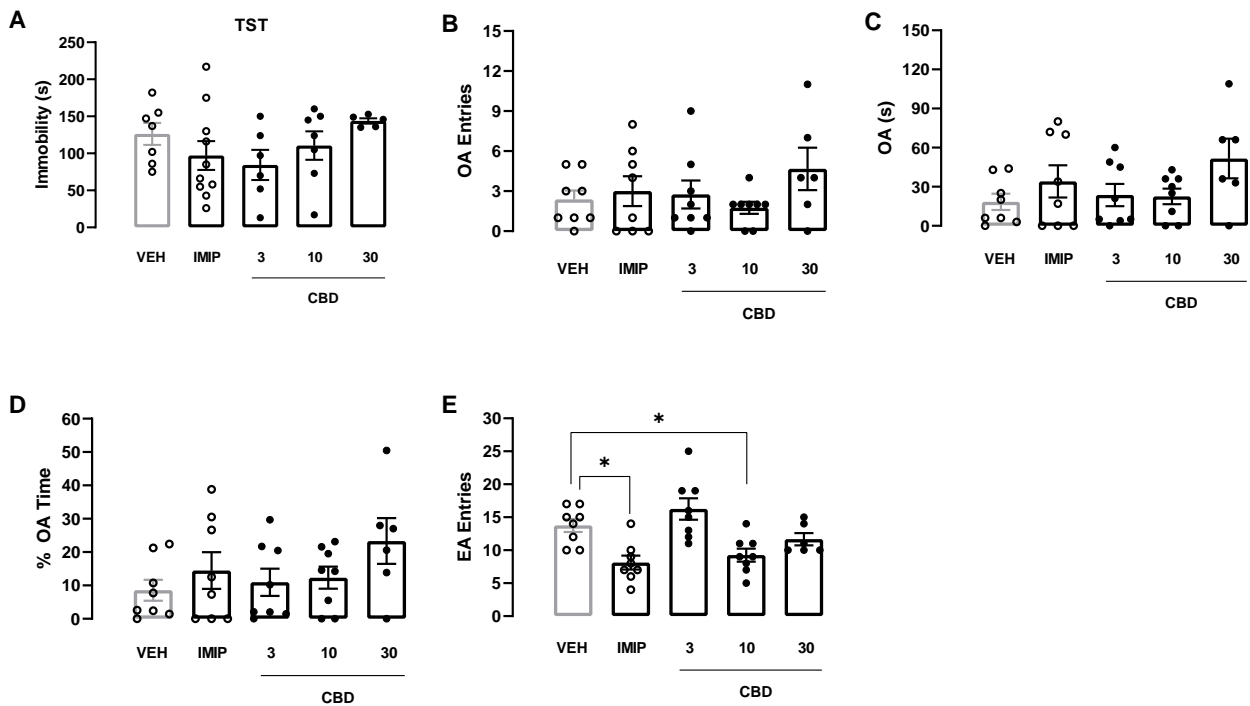 A
TST
Immobility (s)
250
200
150
100
50
0
VEH IMIP 3 10 30
CBD
B
OA Entries
15
12
9
6
3
0
VEH IMIP 3 10 30
CBD
C
OA (s)
150
120
90
60
30
0
VEH IMIP 3 10 30
CBD
D
% OA Time
60
50
40
30
20
10
0
VEH IMIP 3 10 30
CBD
E
EA Entries
30
25
20
15
10
5
0
*
*
VEH IMIP 3 10 30
CBD